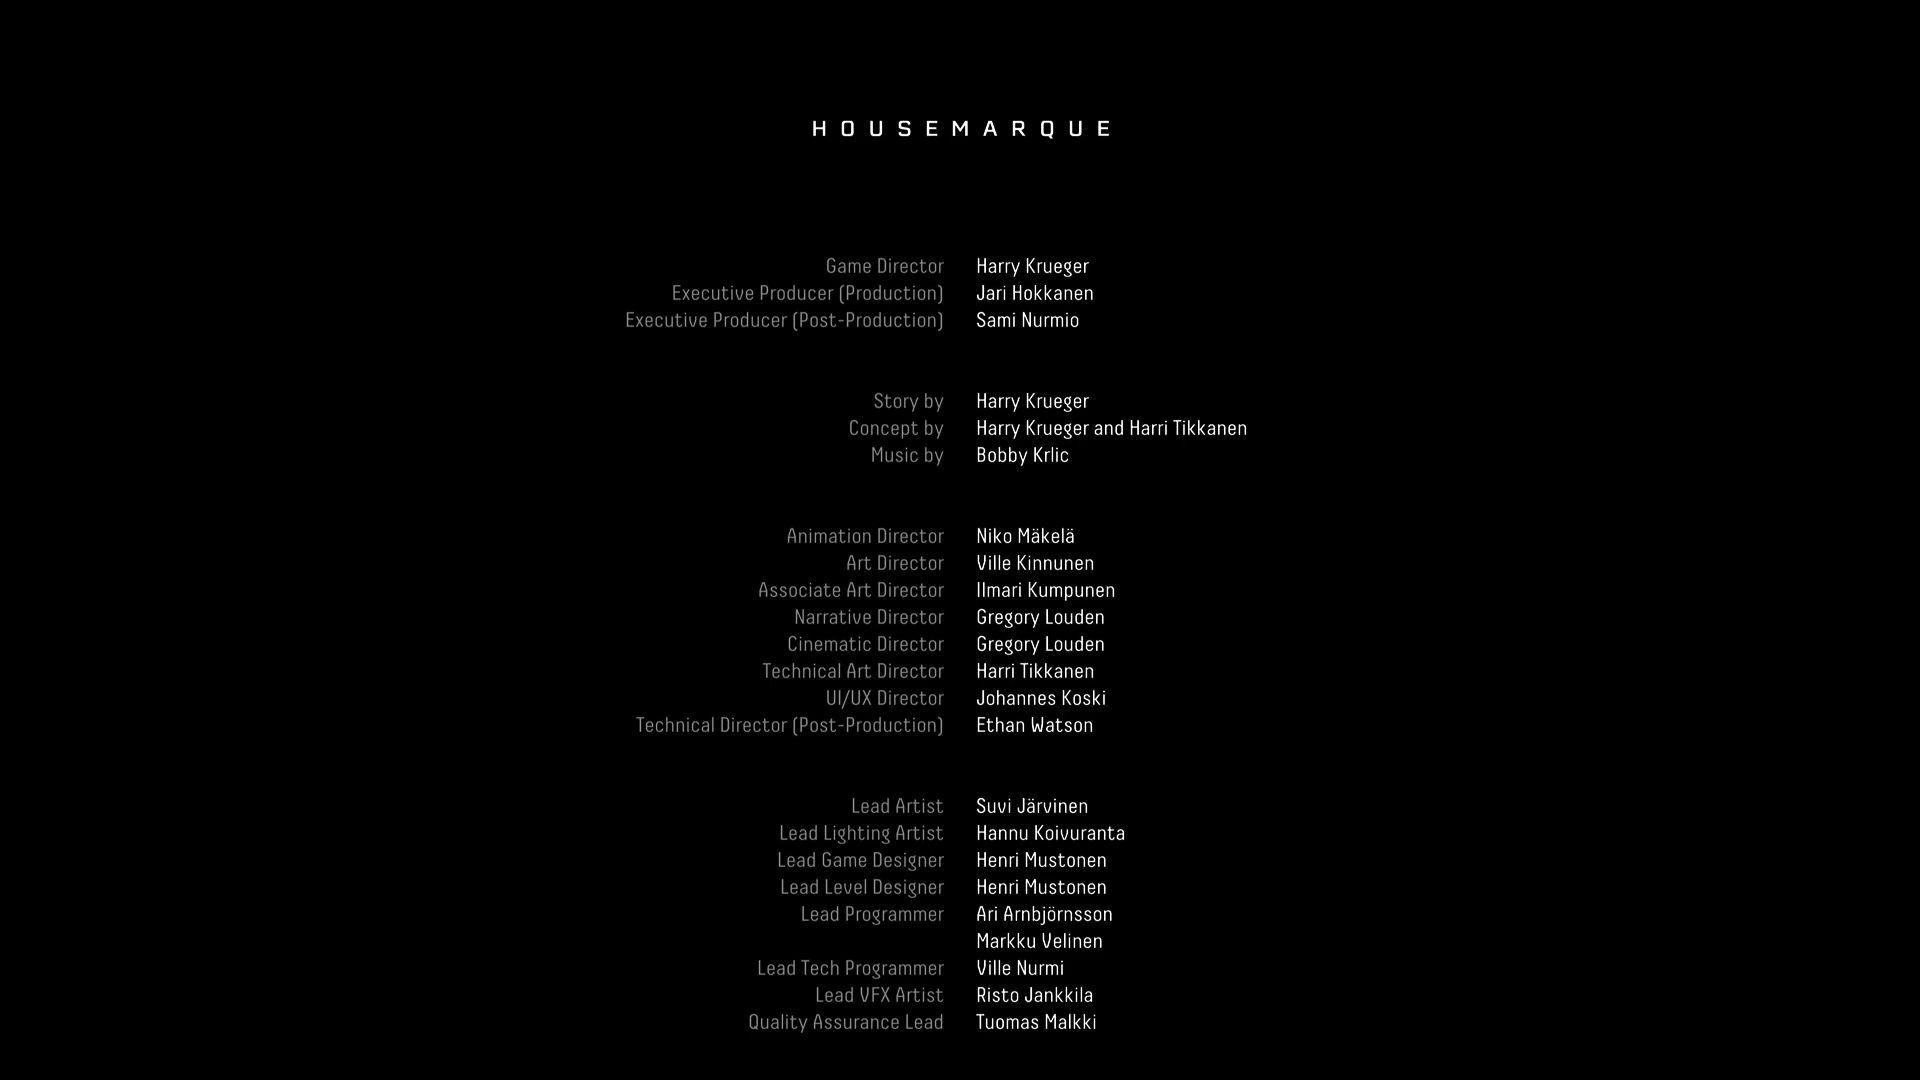 HOUSEMARQUE
Game Director Harry Krueger
Executive Producer (Production) Jari Hokkanen
Executive Producer (Post-Production) Sami Nurmio
Story by Harry Krueger
Concept by Harry Krueger and Harri Tikkanen
Music by Bobby Krlic
Animation Director Niko Mäkelä
Art Director Ville Kinnunen
Associate Art Director Ilmari Kumpunen
Narrative Director Gregory Louden
Cinematic Director Gregory Louden
Technical Art Director Harri Tikkanen
UI/UX Director Johannes Koski
Technical Director (Post-Production) Ethan Watson
Lead Artist Suvi Järvinen
Lead Lighting Artist Hannu Koivuranta
Lead Game Designer Henri Mustonen
Lead Level Designer Henri Mustonen
Lead Programmer Ari Arnbjörnsson
Markku Velinen
Lead Tech Programmer Ville Nurmi
Lead VFX Artist Risto Jankkila
Quality Assurance Lead Tuomas Malkki